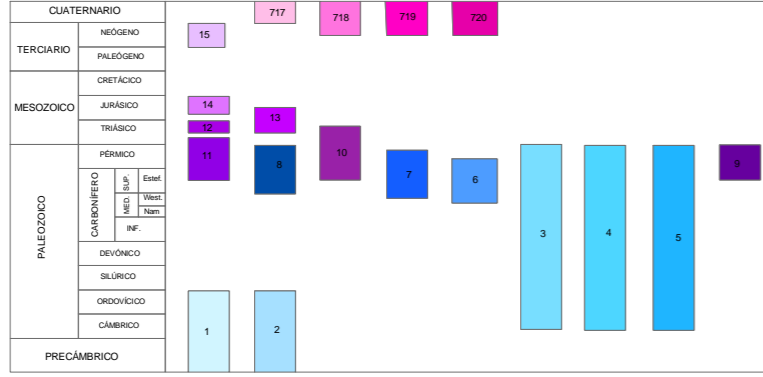 CUATERNARIO
717
718
719
720
TERCIARIO
NEÓGENO
15
PALEÓGENO
MESOZOICO
CRETÁCICO
JURÁSICO
14
13
TRIÁSICO
12
PALEOZOICO
PÉRMICO
11
8
10
7
6
9
CARBONÍFERO
SUP.
Estef.
MED.
West.
Nam
INF.
3
4
5
DEVÓNICO
SILÚRICO
ORDOVÍCICO
CÁMBRICO
1
2
PRECÁMBRICO